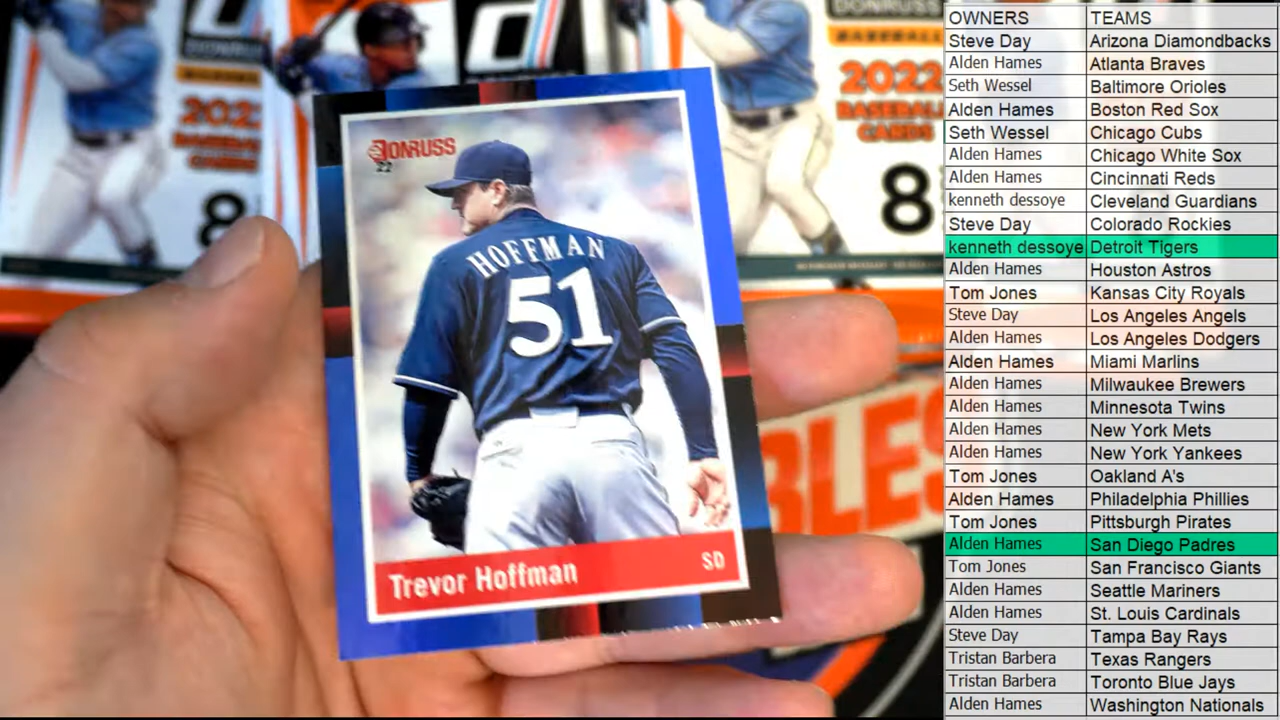 DONRUSS
2022
BASEBALL
CARDS
8
DONRUSS
22
HOFFMAN
51
Trevor Hoffman SD
BLES
OWNERS TEAMS
Steve Day Arizona Diamondbacks
Alden Hames Atlanta Braves
Seth Wessel Baltimore Orioles
Alden Hames Boston Red Sox
Seth Wessel Chicago Cubs
Alden Hames Chicago White Sox
Alden Hames Cincinnati Reds
kenneth dessoye Cleveland Guardians
Steve Day Colorado Rockies
kenneth dessoye Detroit Tigers
Alden Hames Houston Astros
Tom Jones Kansas City Royals
Steve Day Los Angeles Angels
Alden Hames Los Angeles Dodgers
Alden Hames Miami Marlins
Alden Hames Milwaukee Brewers
Alden Hames Minnesota Twins
Alden Hames New York Mets
Alden Hames New York Yankees
Tom Jones Oakland A's
Alden Hames Philadelphia Phillies
Tom Jones Pittsburgh Pirates
Alden Hames San Diego Padres
Tom Jones San Francisco Giants
Alden Hames Seattle Mariners
Alden Hames St. Louis Cardinals
Steve Day Tampa Bay Rays
Tristan Barbera Texas Rangers
Tristan Barbera Toronto Blue Jays
Alden Hames Washington Nationals